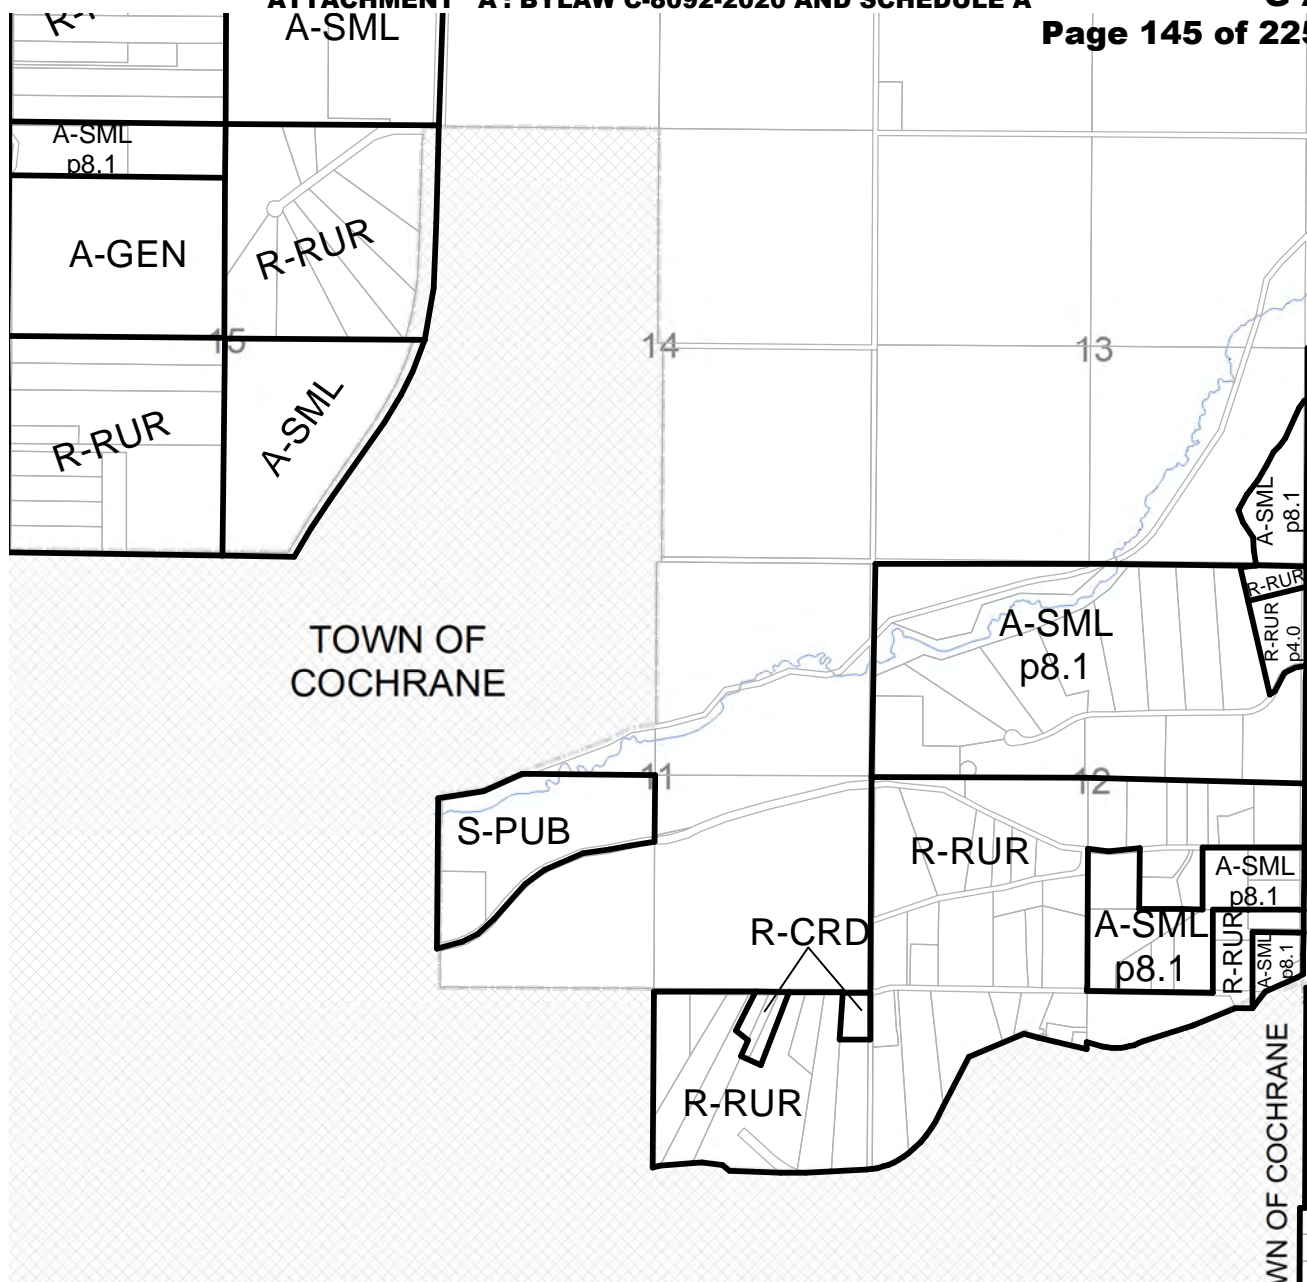 ATTACHMENT 'A': BYLAW C-8092-2020 AND SCHEDULE A
Page 145 of 225
A-SML
A-SML
p8.1
A-GEN
R-RUR
15
14
13
R-RUR
A-SML
A-SML
p8.1
R-RUR
R-RUR
p4.0
A-SML
p8.1
TOWN OF
COCHRANE
11
12
S-PUB
R-RUR
A-SML
p8.1
R-CRD
A-SML
p8.1
R-RUR
A-SML
p8.1
R-RUR
WN OF COCHRANE